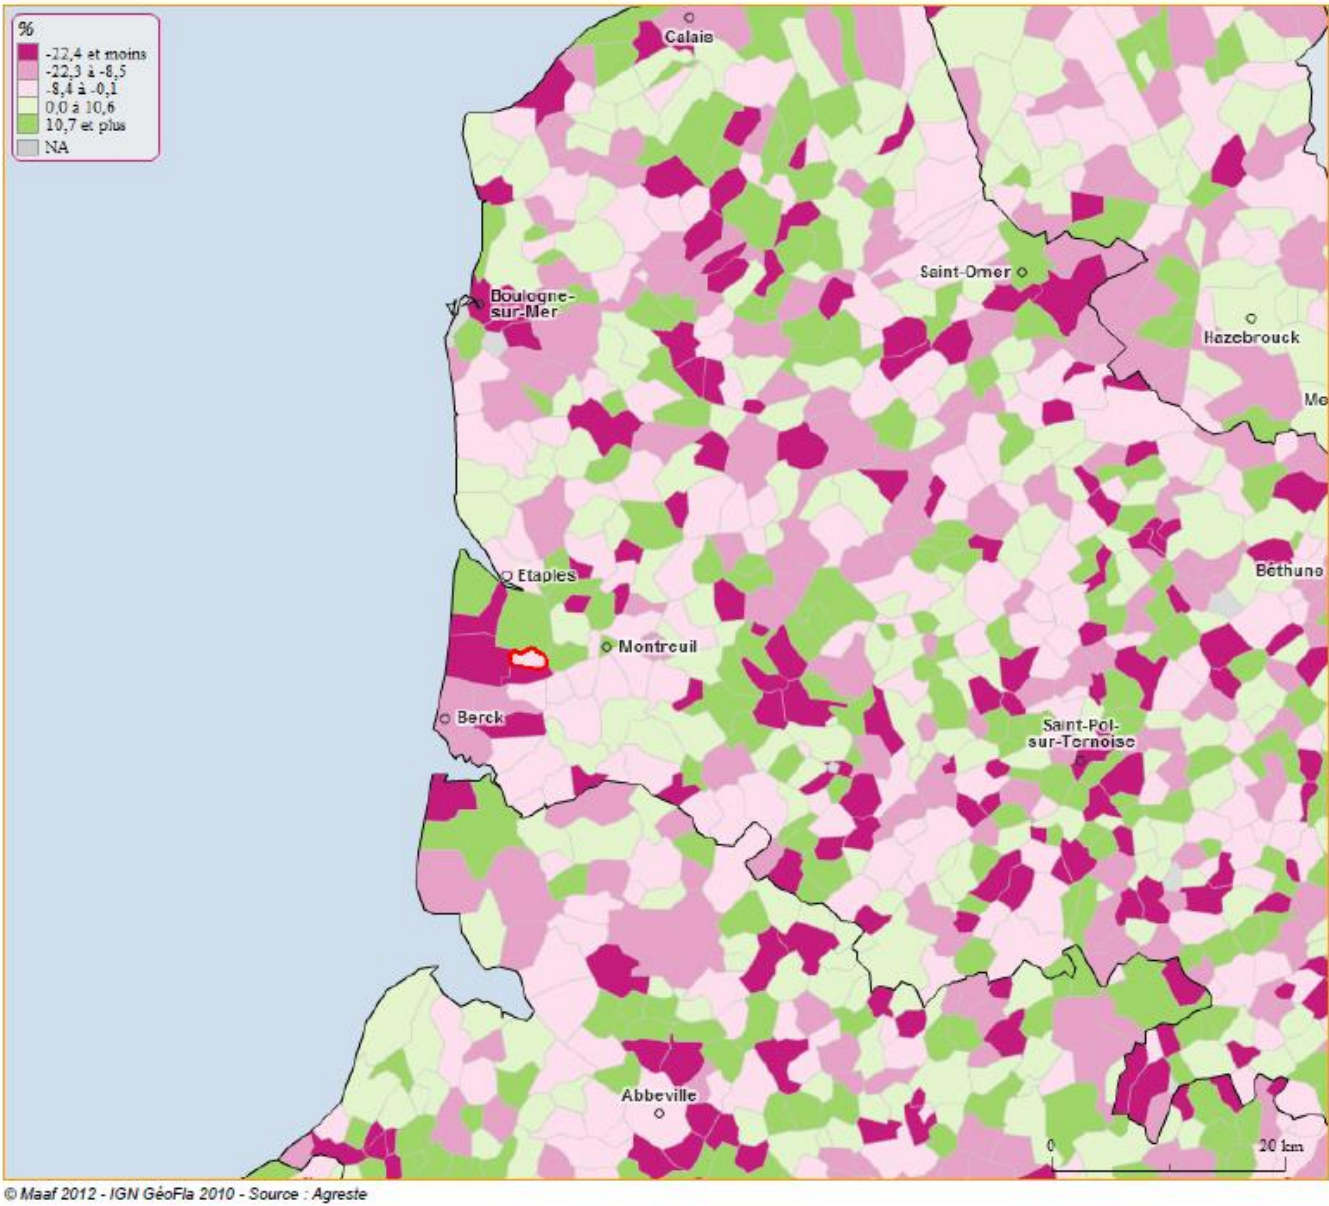 %
-22,4 et moins
-22,3 à -8,5
-8,4 à -0,1
0,0 à 10,6
10,7 et plus
NA
Calais
Saint-Omer
Boulogne-
sur-Mer
Hazebrouck
Me
Etaples
Béthune
Montreuil
Berck
Saint-Pol-
sur-Ternoise
Abbeville
0 20 km
© Maaf 2012 - IGN GéoFla 2010 - Source : Agreste